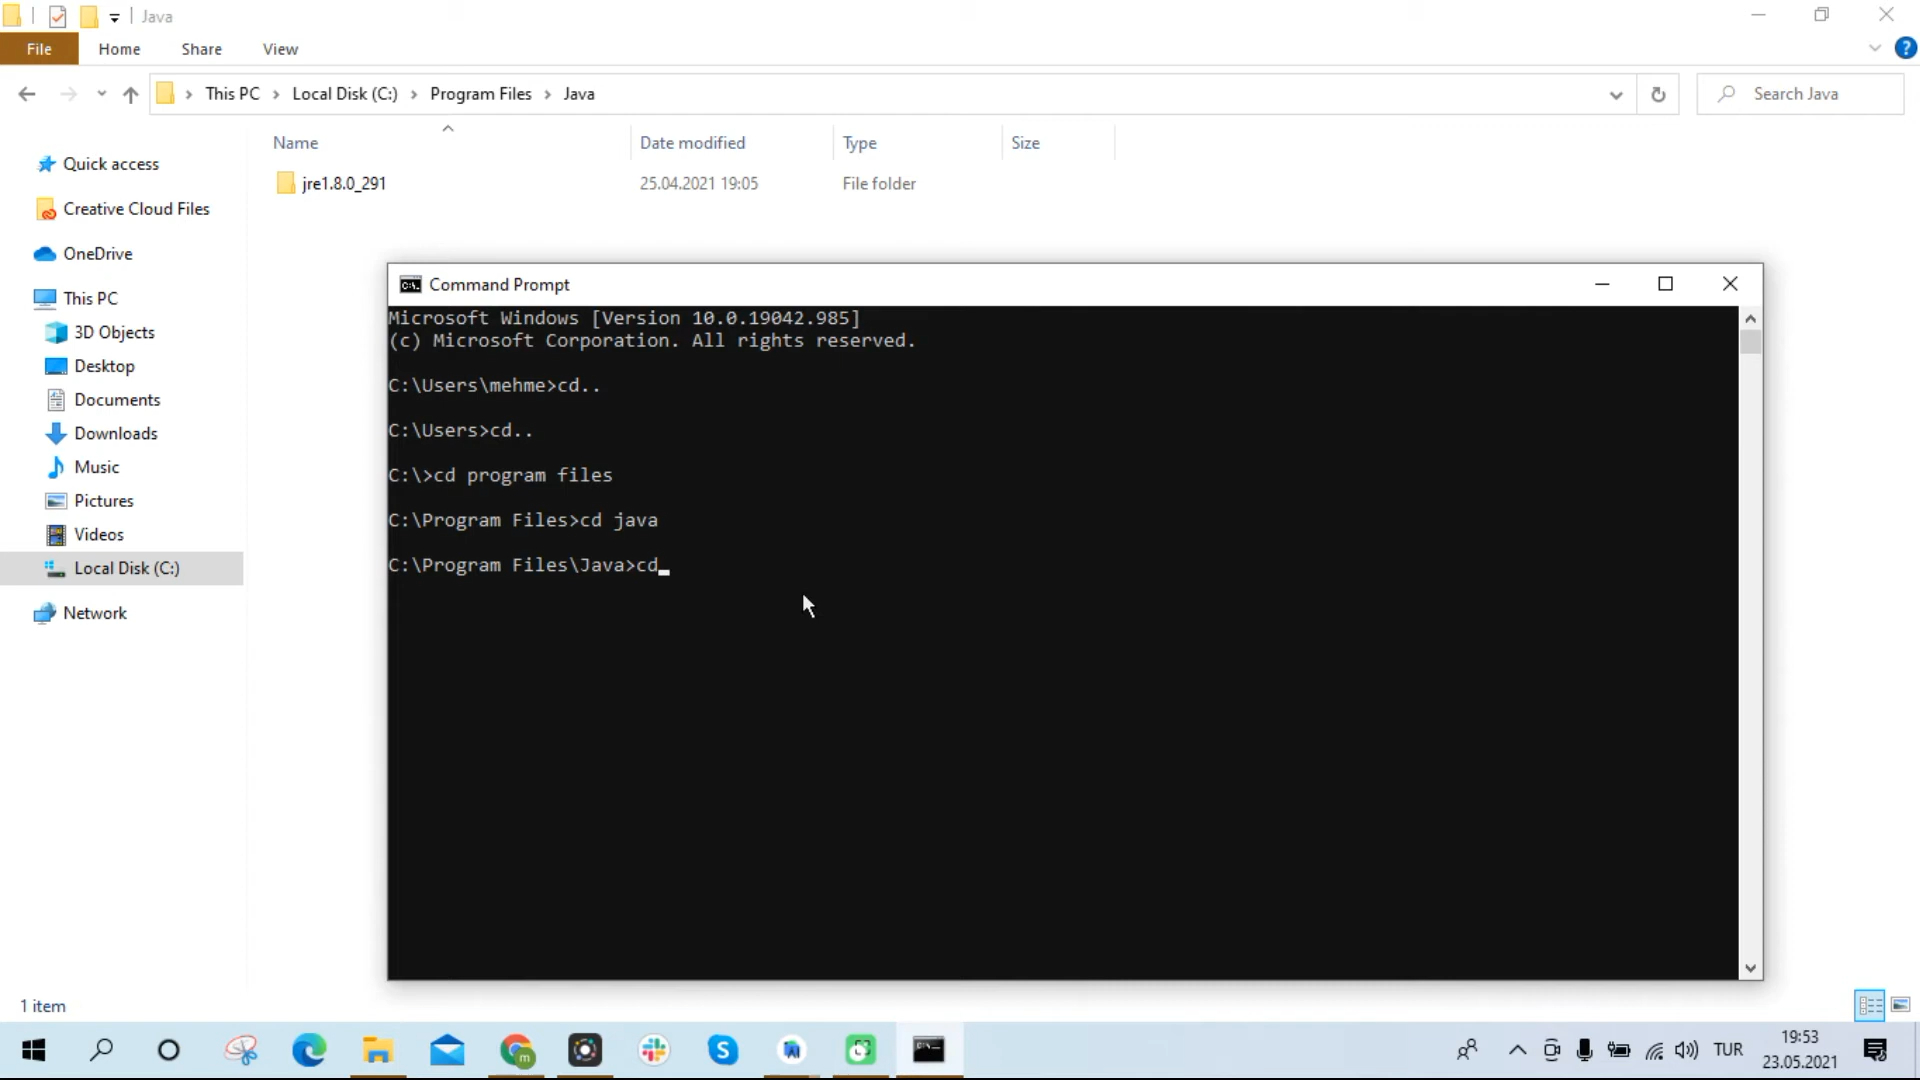 Java
File Home Share View
This PC Local Disk (C:) Program Files Java
Search Java
Name Date modified Type Size
jre1.8.0_291 25.04.2021 19:05 File folder
Quick access
Creative Cloud Files
OneDrive
This PC
3D Objects
Desktop
Documents
Downloads
Music
Pictures
Videos
Local Disk (C:)
Network
Command Prompt
Microsoft Windows [Version 10.0.19042.985]
(c) Microsoft Corporation. All rights reserved.
C:\Users\mehme>cd..
C:\Users>cd..
C:\>cd program files
C:\Program Files>cd java
C:\Program Files\Java>cd_
1 item
TUR
19:53
23.05.2021